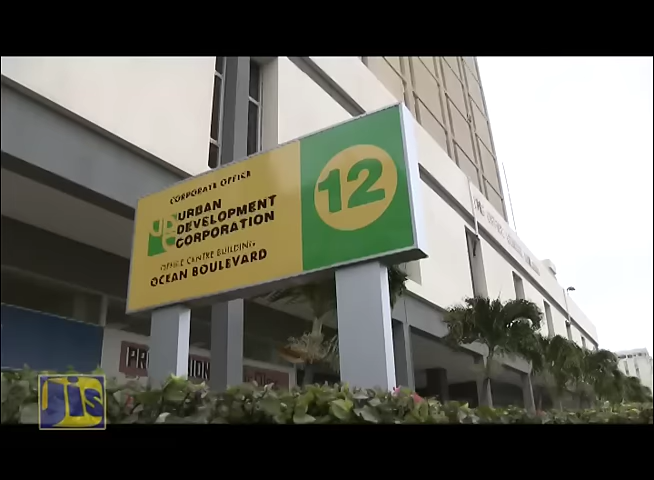 CORPORATE OFFICE
URBAN
DEVELOPMENT
CORPORATION
OFFICE CENTRE BUILDING
OCEAN BOULEVARD
12
jis